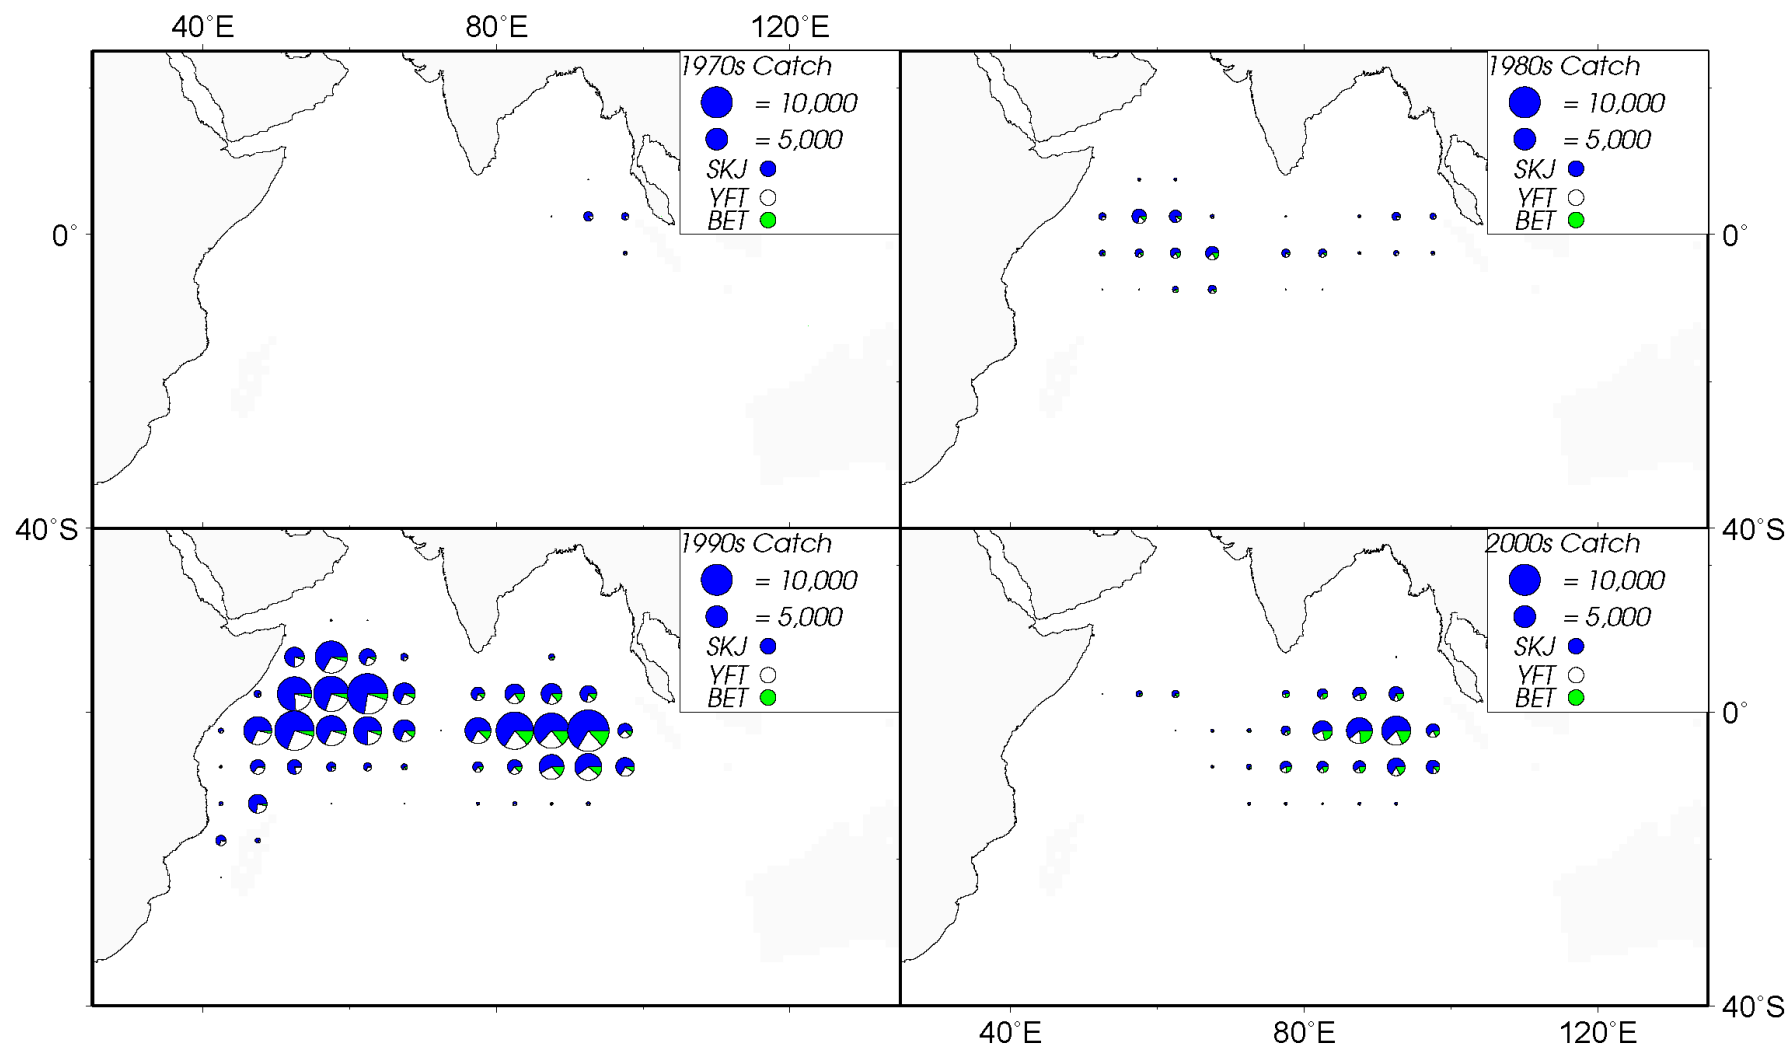 40°E 80°E 120°E
1970s Catch
= 10,000
= 5,000
SKJ
YFT
BET
1980s Catch
= 10,000
= 5,000
SKJ
YFT
BET
0°
0°
40°S
40°S
1990s Catch
= 10,000
= 5,000
SKJ
YFT
BET
2000s Catch
= 10,000
= 5,000
SKJ
YFT
BET
0°
40°S
40°E 80°E 120°E